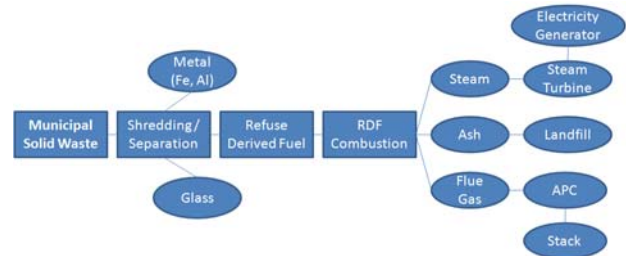 Electricity
Generator
Metal
(Fe, Al)
Steam
Steam
Turbine
Municipal
Solid Waste
Shredding /
Separation
Refuse
Derived Fuel
RDF
Combustion
Ash
Landfill
Glass
Flue
Gas
APC
Stack